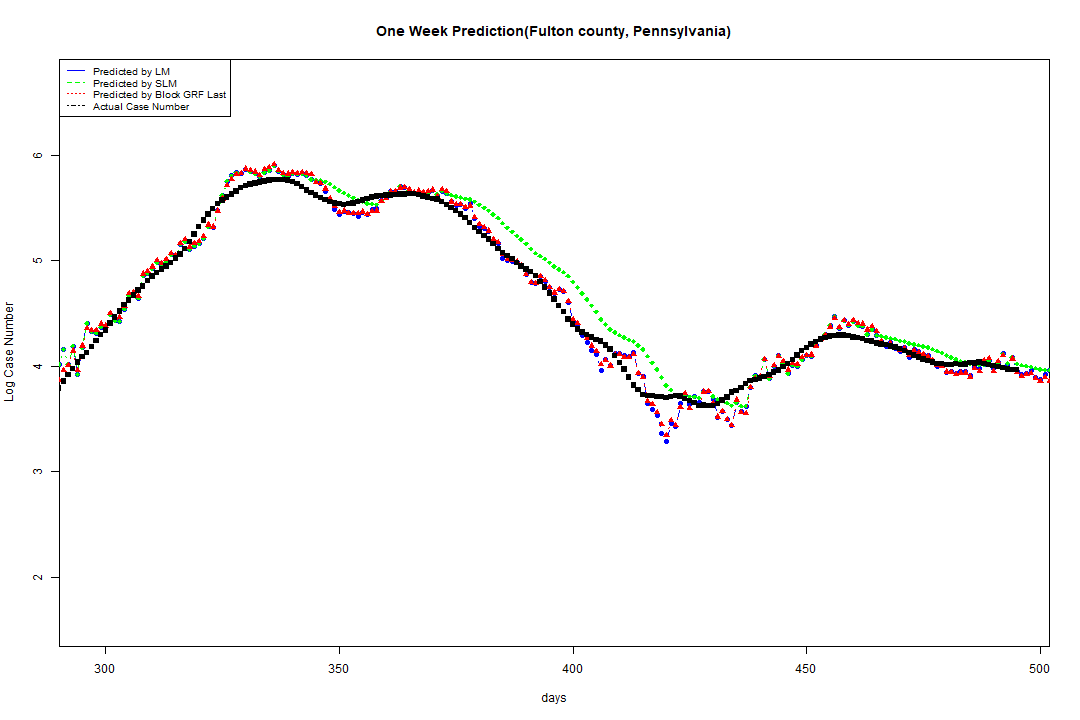 One Week Prediction(Fulton county, Pennsylvania)
Predicted by LM
Predicted by SLM
Predicted by Block GRF Last
Actual Case Number
6
5
4
3
2
Log Case Number
300
350
400
450
500
days